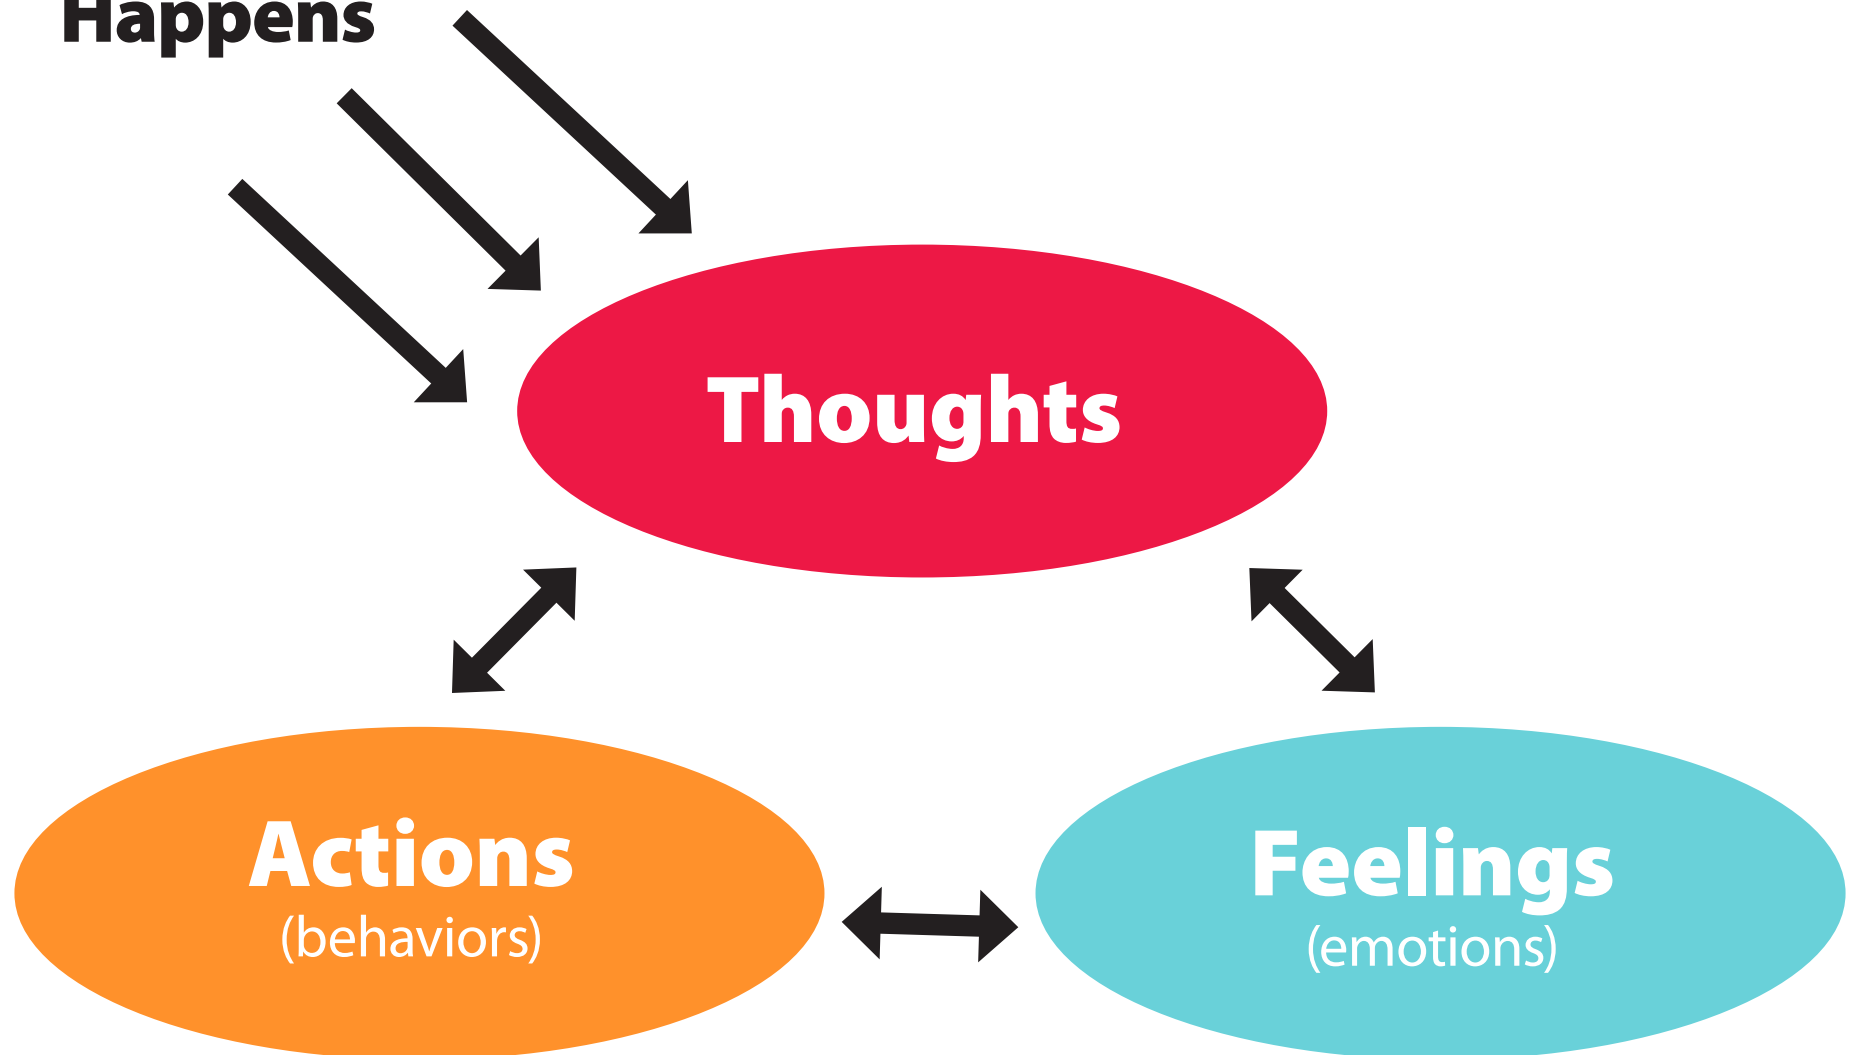 Happens
Thoughts
Actions
(behaviors)
Feelings
(emotions)